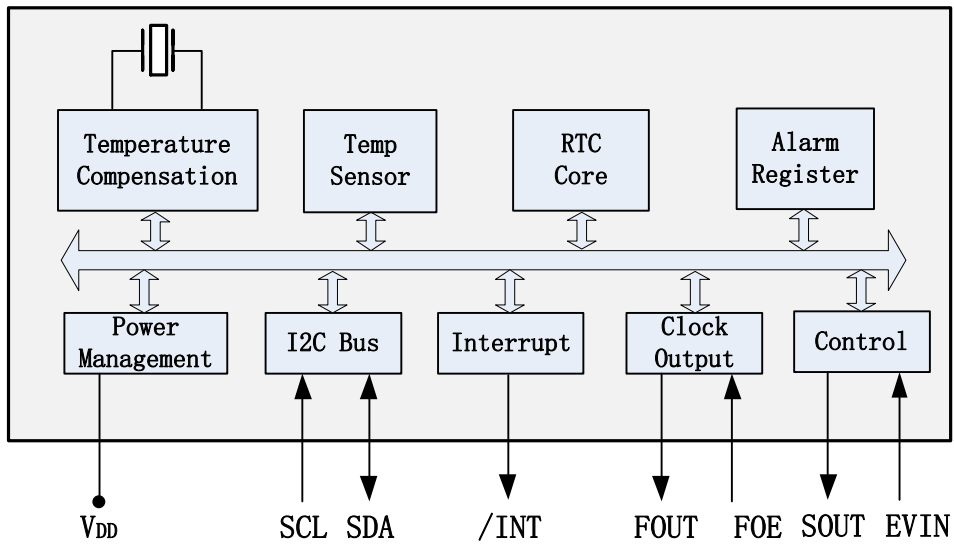 Temperature
Compensation
Temp
Sensor
RTC
Core
Alarm
Register
Power
Management
I2C Bus
Interrupt
Clock
Output
Control
VDD
SCL
SDA
/INT
FOUT
FOE
SOUT
EVIN